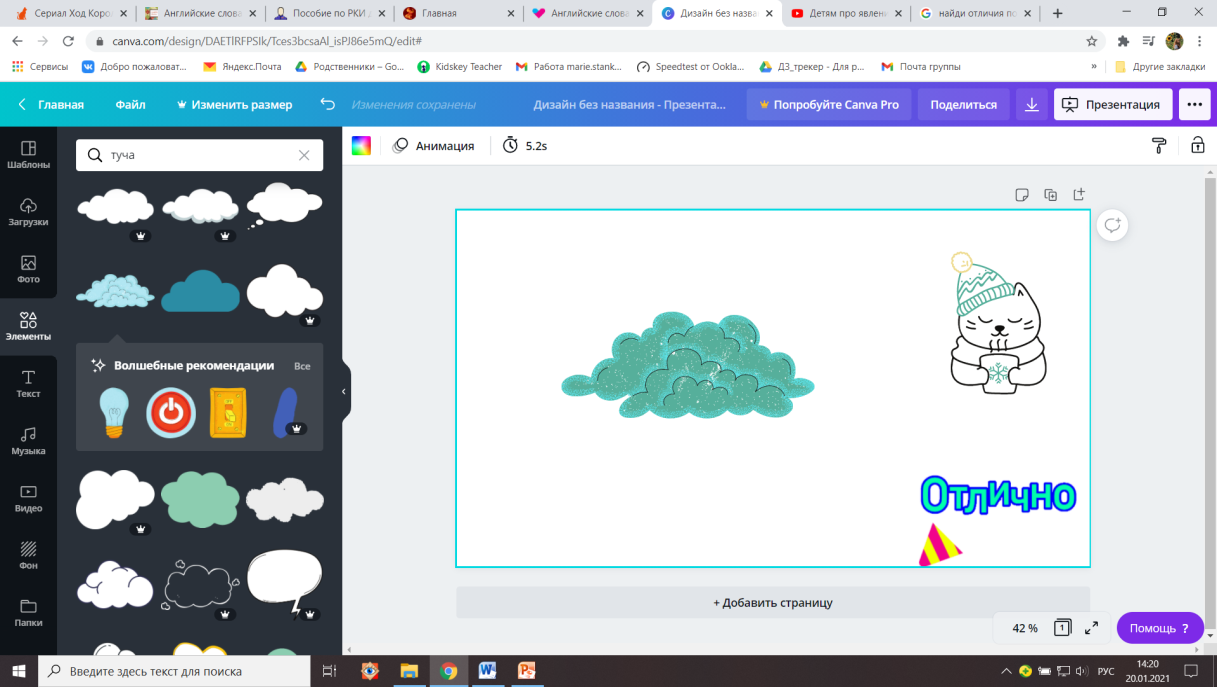 Сериал Ход Коро
Английские слова
Пособие по РКИ д
Главная
Английские слова
Дизайн без назва
Детям про явлен
найди отличия по
canva.com/design/DAETlRFPSlk/Tces3bcsaAl_isPJ86e5mQ/edit#
Сервисы
Добро пожаловат...
Яндекс.Почта
Родственники – Go...
Kidskey Teacher
Работа marie.stank...
Speedtest от Ookla...
ДЗ_трекер - Для р...
Почта группы
»
Другие закладки
Главная
Файл
Изменить размер
Изменения сохранены
Дизайн без названия - Презента...
Попробуйте Canva Pro
Поделиться
Презентация
Шаблоны
Загрузки
Фото
Элементы
Текст
Музыка
Видео
Фон
Папки
туча
Волшебные рекомендации
Все
Анимация
5.2s
Отлично
+ Добавить страницу
42 %
1
Помощь ?
Введите здесь текст для поиска
РУС
14:20
20.01.2021